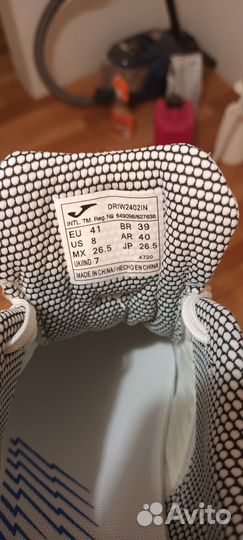 DRIW2402IN
INTL. TM. Reg. № 649096/627838
EU 41 BR 39
US 8 AR 40
MX 26.5 JP 26.5
UK/IND. 7 4720
MADE IN CHINA / HECHO EN CHINA
Avito